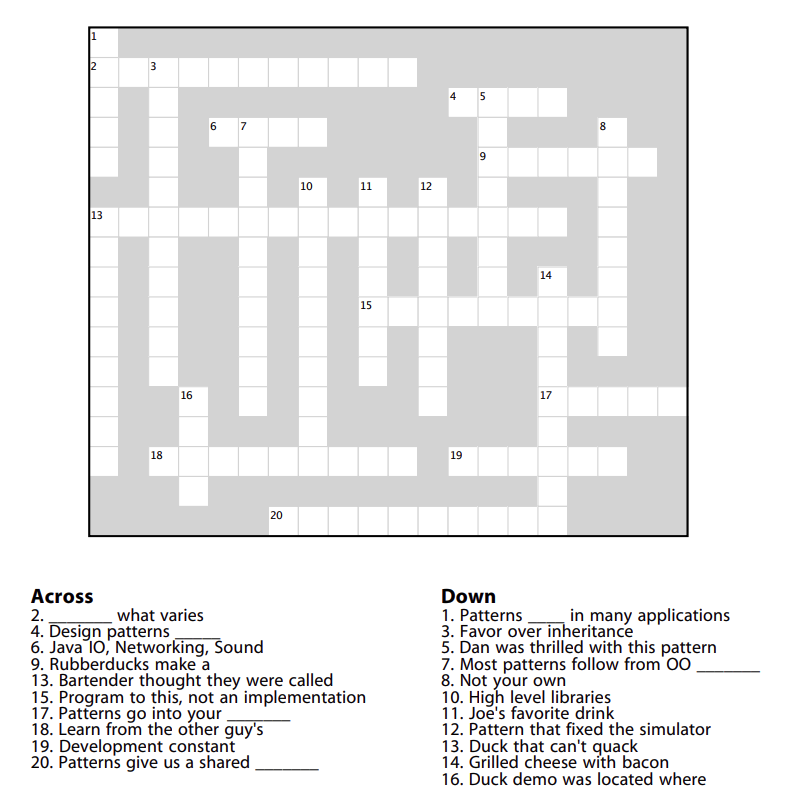 1
2 3
4 5
6 7 8
9
10 11 12
13
14
15
16 17
18 19
20
Across
2. _______ what varies
4. Design patterns _____
6. Java IO, Networking, Sound
9. Rubberducks make a
13. Bartender thought they were called
15. Program to this, not an implementation
17. Patterns go into your _______
18. Learn from the other guy's
19. Development constant
20. Patterns give us a shared _______
Down
1. Patterns ____ in many applications
3. Favor over inheritance
5. Dan was thrilled with this pattern
7. Most patterns follow from OO _______
8. Not your own
10. High level libraries
11. Joe's favorite drink
12. Pattern that fixed the simulator
13. Duck that can't quack
14. Grilled cheese with bacon
16. Duck demo was located where